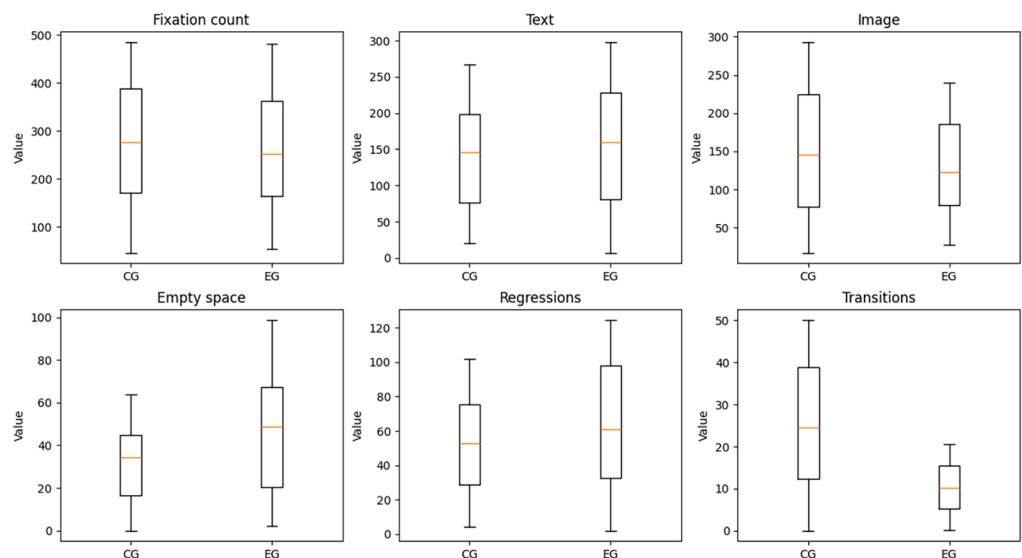 Fixation count
Text
Image
Value
500
400
300
200
100
CG
EG
Value
300
250
200
150
100
50
0
CG
EG
Value
300
250
200
150
100
50
CG
EG
Empty space
Regressions
Transitions
Value
100
80
60
40
20
0
CG
EG
Value
120
100
80
60
40
20
0
CG
EG
Value
50
40
30
20
10
0
CG
EG